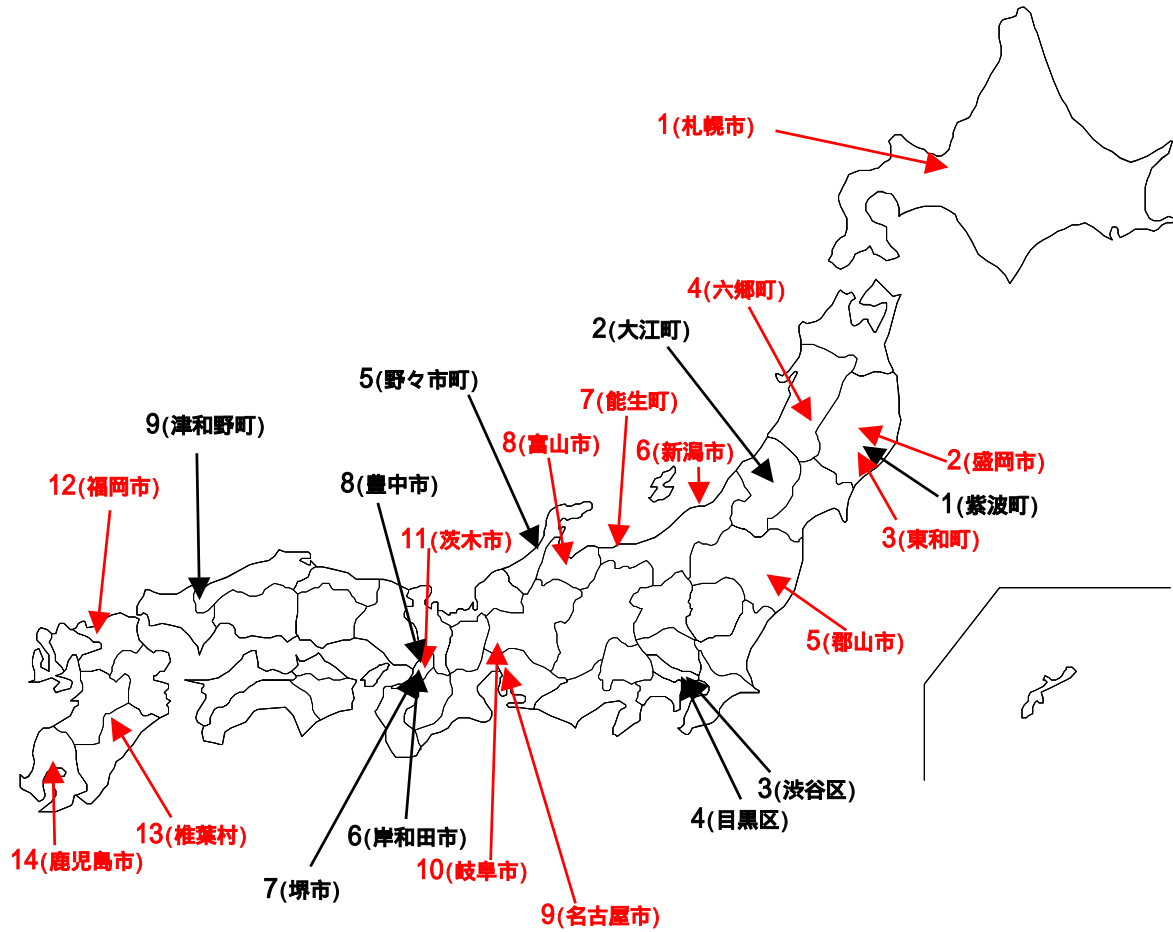 1(札幌市)
4(六郷町)
2(大江町)
5(野々市町)
7(能生町)
9(津和野町)
8(富山市)
6(新潟市)
2(盛岡市)
12(福岡市)
8(豊中市)
1(紫波町)
11(茨木市)
3(東和町)
5(郡山市)
3(渋谷区)
4(目黒区)
13(椎葉村)
6(岸和田市)
14(鹿児島市)
10(岐阜市)
7(堺市)
9(名古屋市)